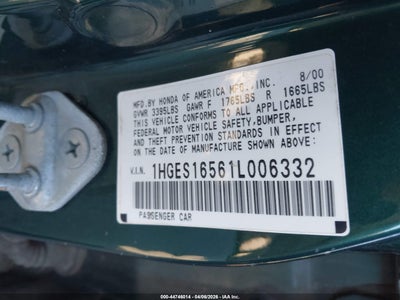 MFD.BY HONDA OF AMERICA MFG.,INC. 8/00
GVWR 3395LBS GAWR F 1765LBS R 1665LBS
THIS VEHICLE CONFORMS TO ALL APPLICABLE
FEDERAL MOTOR VEHICLE SAFETY,BUMPER,
AND THEFT PREVENTION STANDARDS IN EFFECT
ON THE DATE OF MANUFACTURE SHOWN ABOVE:
V.I.N. 1HGES16561L006332
PASSENGER CAR
000-44746014 - 04/06/2026 - IAA Inc.